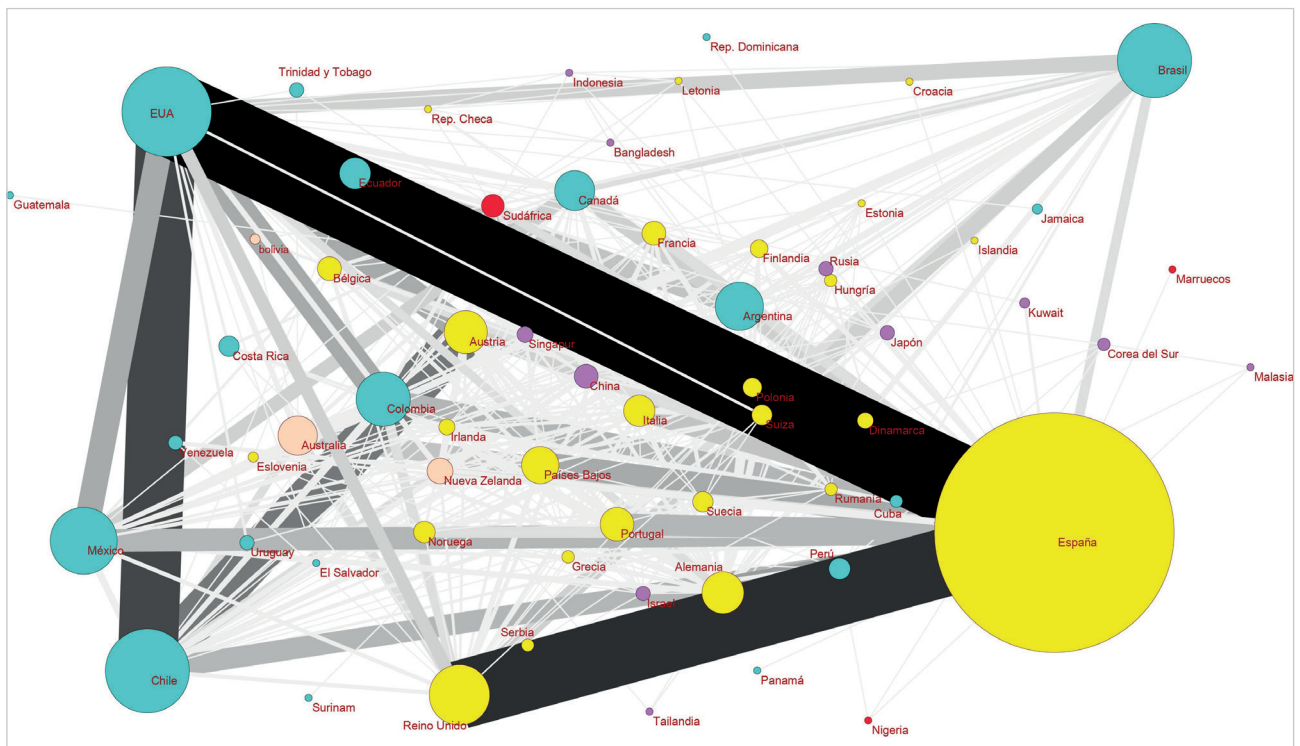 Rep. Dominicana
Brasil
Trinidad y Tobago
Indonesia
Letonia
Croacia
EUA
Rep. Checa
Bangladesh
Ecuador
Canadá
Guatemala
Sudáfrica
Estonia
Jamaica
bolivia
Francia
Finlandia
Islandia
Rusia
Bélgica
Hungría
Marruecos
Argentina
Kuwait
Austria
Singapur
Japón
Corea del Sur
Costa Rica
Malasia
China
Polonia
Colombia
Italia
Suiza
Dinamarca
Irlanda
Australia
Venezuela
Eslovenia
Nueva Zelanda
Países Bajos
Rumanía
Suecia
Cuba
Portugal
España
México
Uruguay
Noruega
El Salvador
Grecia
Alemania
Perú
Israel
Serbia
Chile
Panamá
Surinam
Reino Unido
Tailandia
Nigeria